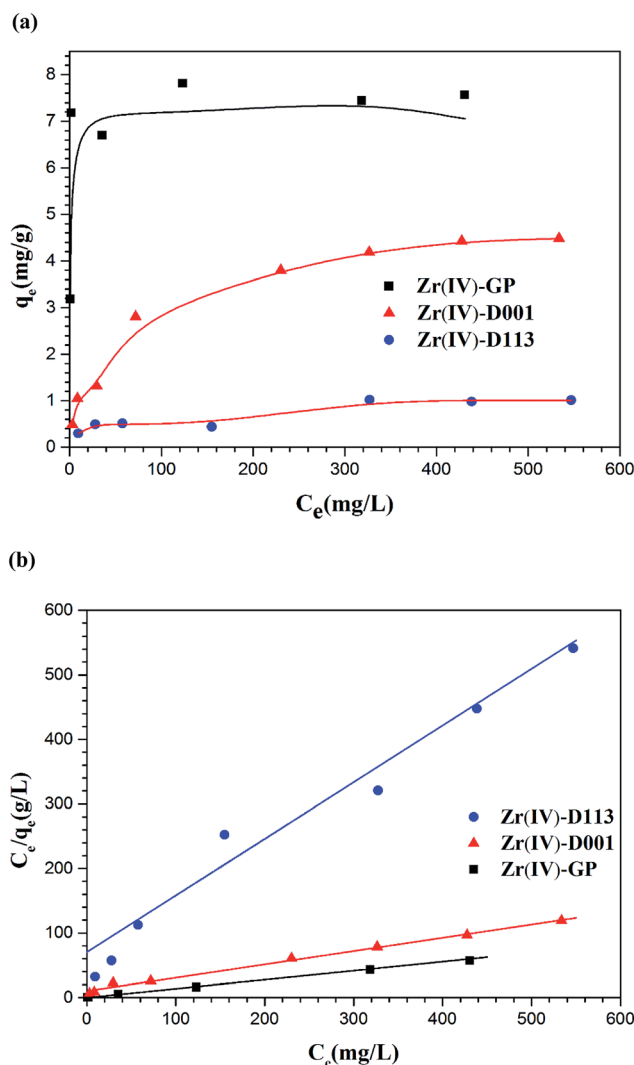 (a)
8
7
6
5
4
3
2
1
0
qe(mg/g)
Zr(IV)-GP
Zr(IV)-D001
Zr(IV)-D113
0 100 200 300 400 500 600
Ce(mg/L)
(b)
600
500
400
300
200
100
0
Ce/qe(g/L)
Zr(IV)-D113
Zr(IV)-D001
Zr(IV)-GP
0 100 200 300 400 500 600
Ce(mg/L)